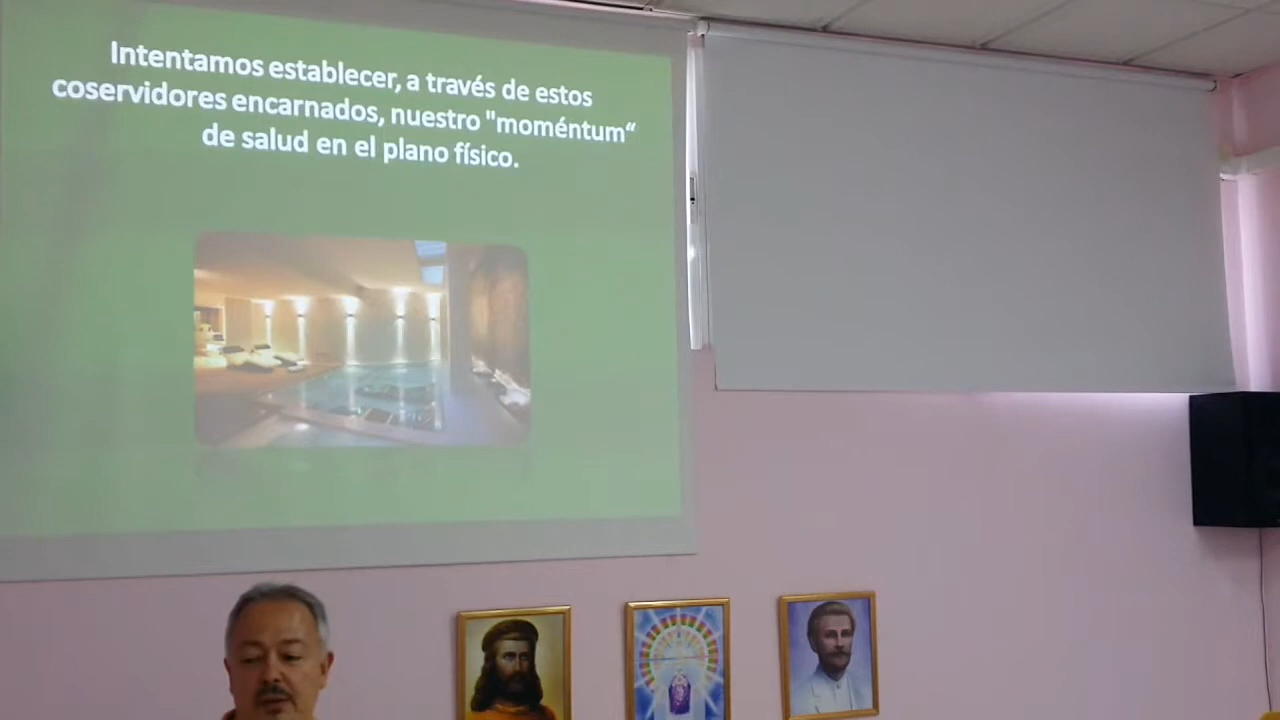 Intentamos establecer, a través de estos
coservidores encarnados, nuestro "moméntum“
de salud en el plano físico.